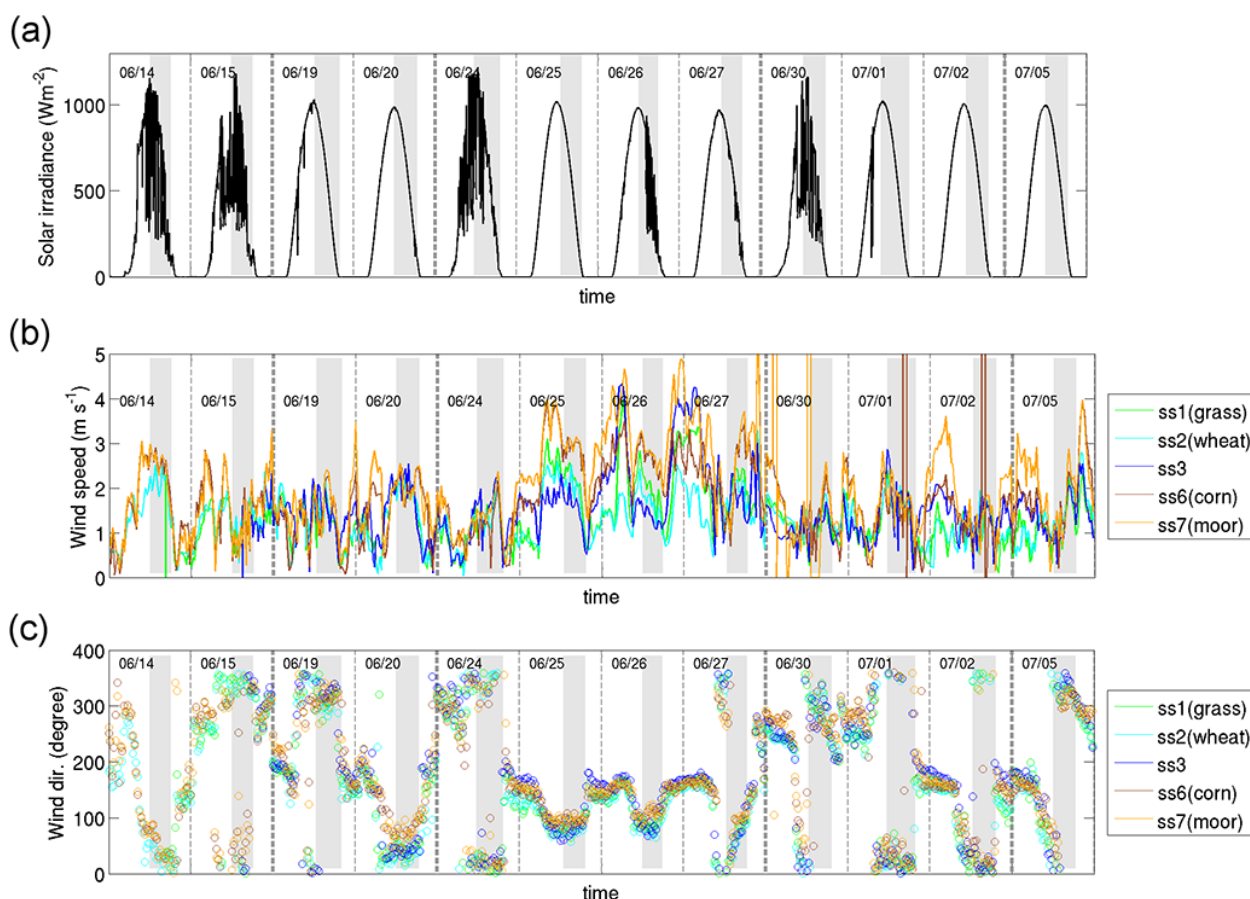 (a)
Solar irradiance (Wm-2)
1000
500
0
06/14 06/15 06/19 06/20 06/24 06/25 06/26 06/27 06/30 07/01 07/02 07/05
time
(b)
Wind speed (m s-1)
5
4
3
2
1
0
06/14 06/15 06/19 06/20 06/24 06/25 06/26 06/27 06/30 07/01 07/02 07/05
time
ss1(grass)
ss2(wheat)
ss3
ss6(corn)
ss7(moor)
(c)
Wind dir. (degree)
400
300
200
100
0
06/14 06/15 06/19 06/20 06/24 06/25 06/26 06/27 06/30 07/01 07/02 07/05
time
ss1(grass)
ss2(wheat)
ss3
ss6(corn)
ss7(moor)